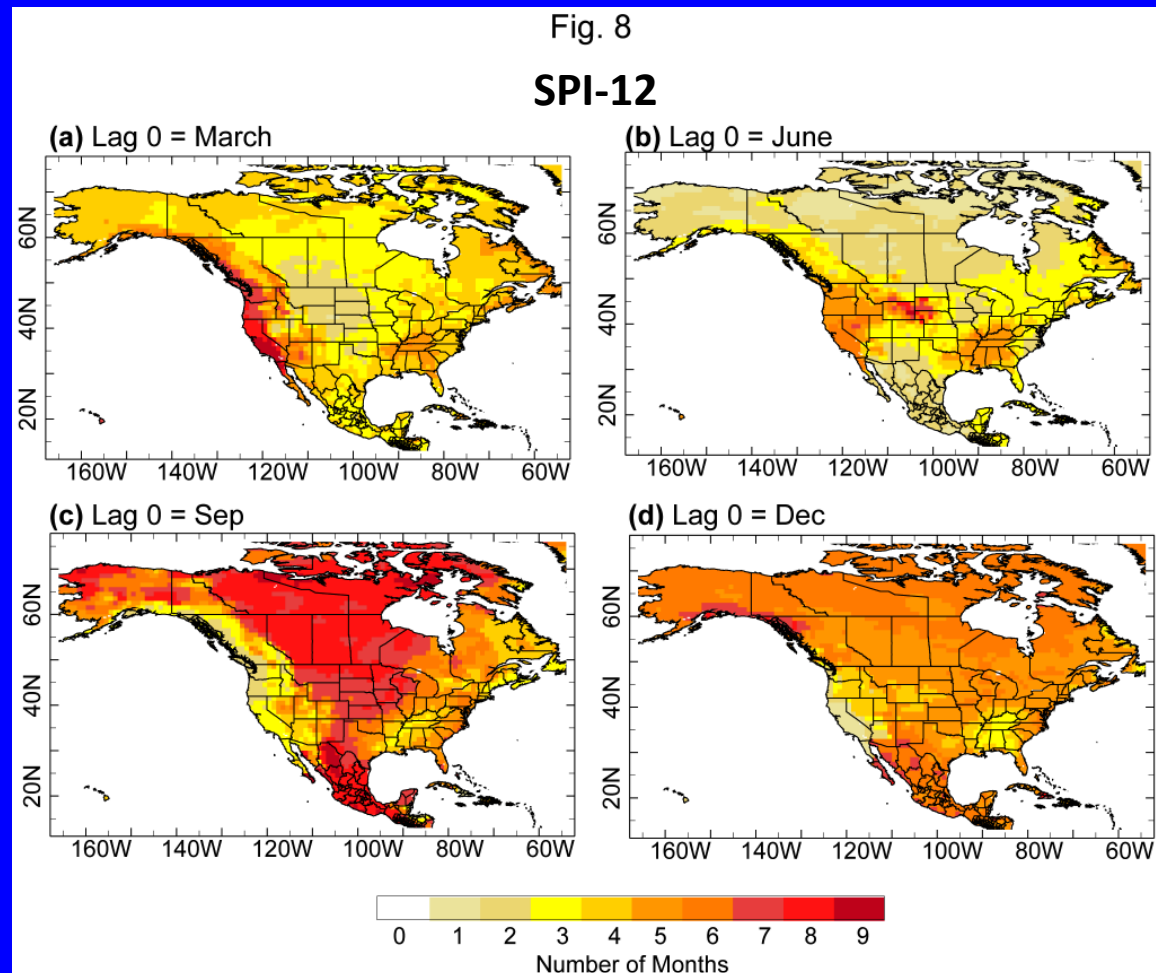 Fig. 8
SPI-12
(a) Lag 0 = March
(b) Lag 0 = June
60N
40N
20N
160W 140W 120W 100W 80W 60W
60N
40N
20N
160W 140W 120W 100W 80W 60W
(c) Lag 0 = Sep
(d) Lag 0 = Dec
60N
40N
20N
160W 140W 120W 100W 80W 60W
60N
40N
20N
160W 140W 120W 100W 80W 60W
0 1 2 3 4 5 6 7 8 9
Number of Months